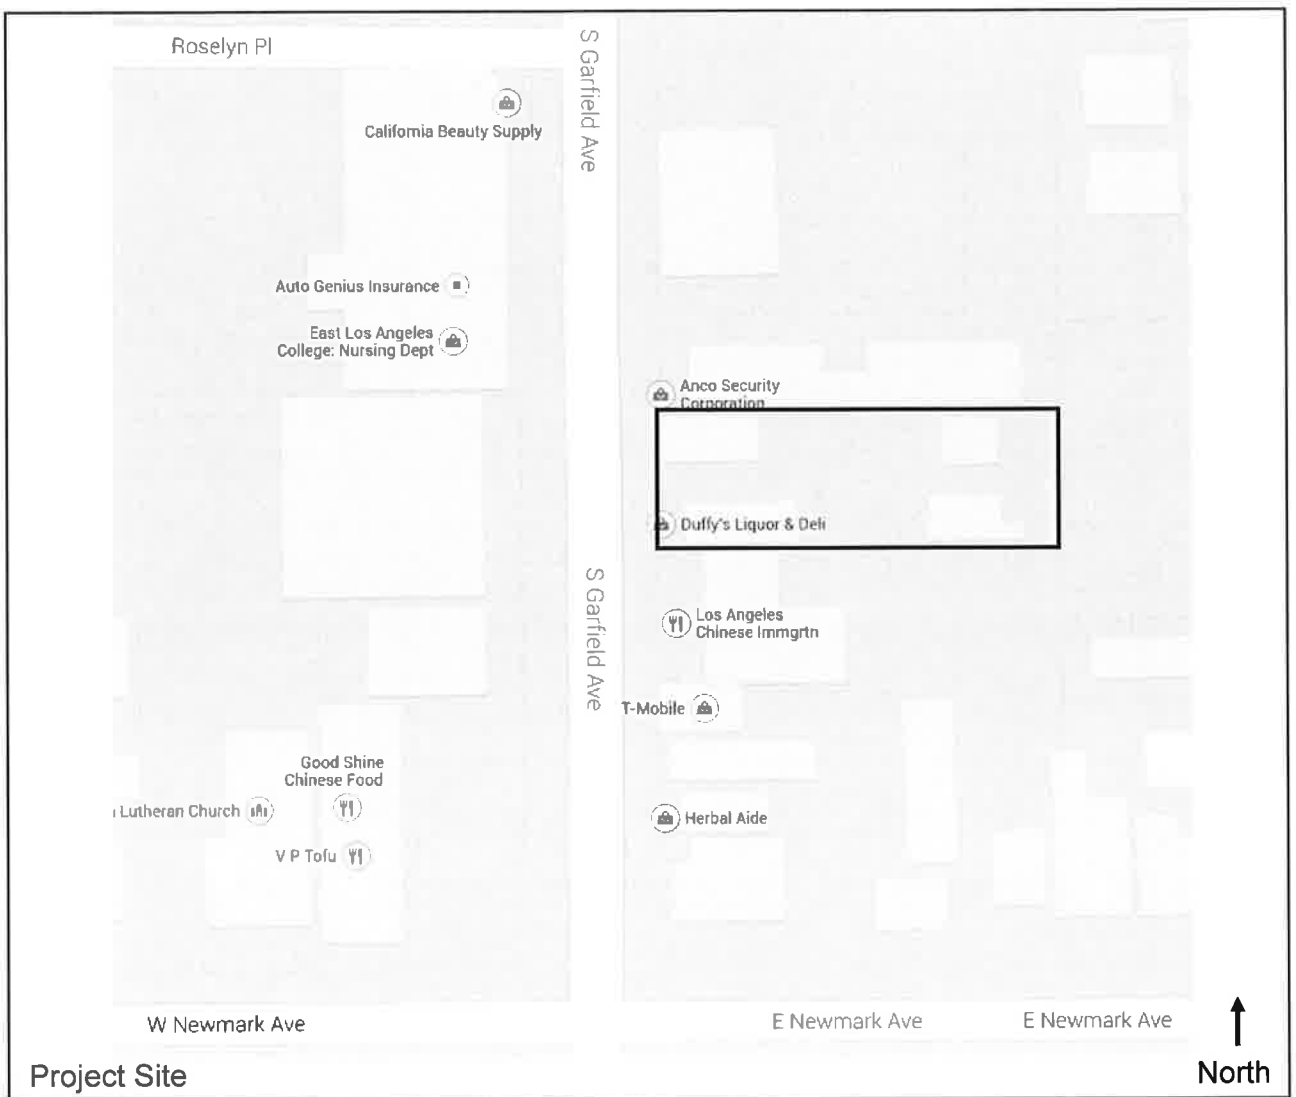 Roselyn Pl
S Garfield Ave
California Beauty Supply
Auto Genius Insurance
East Los Angeles
College: Nursing Dept
Anco Security
Corporation
Duffy's Liquor & Deli
S Garfield Ave
Los Angeles
Chinese Immgrtn
T-Mobile
Good Shine
Chinese Food
Lutheran Church
Herbal Aide
V P Tofu
W Newmark Ave
E Newmark Ave
E Newmark Ave
Project Site
North